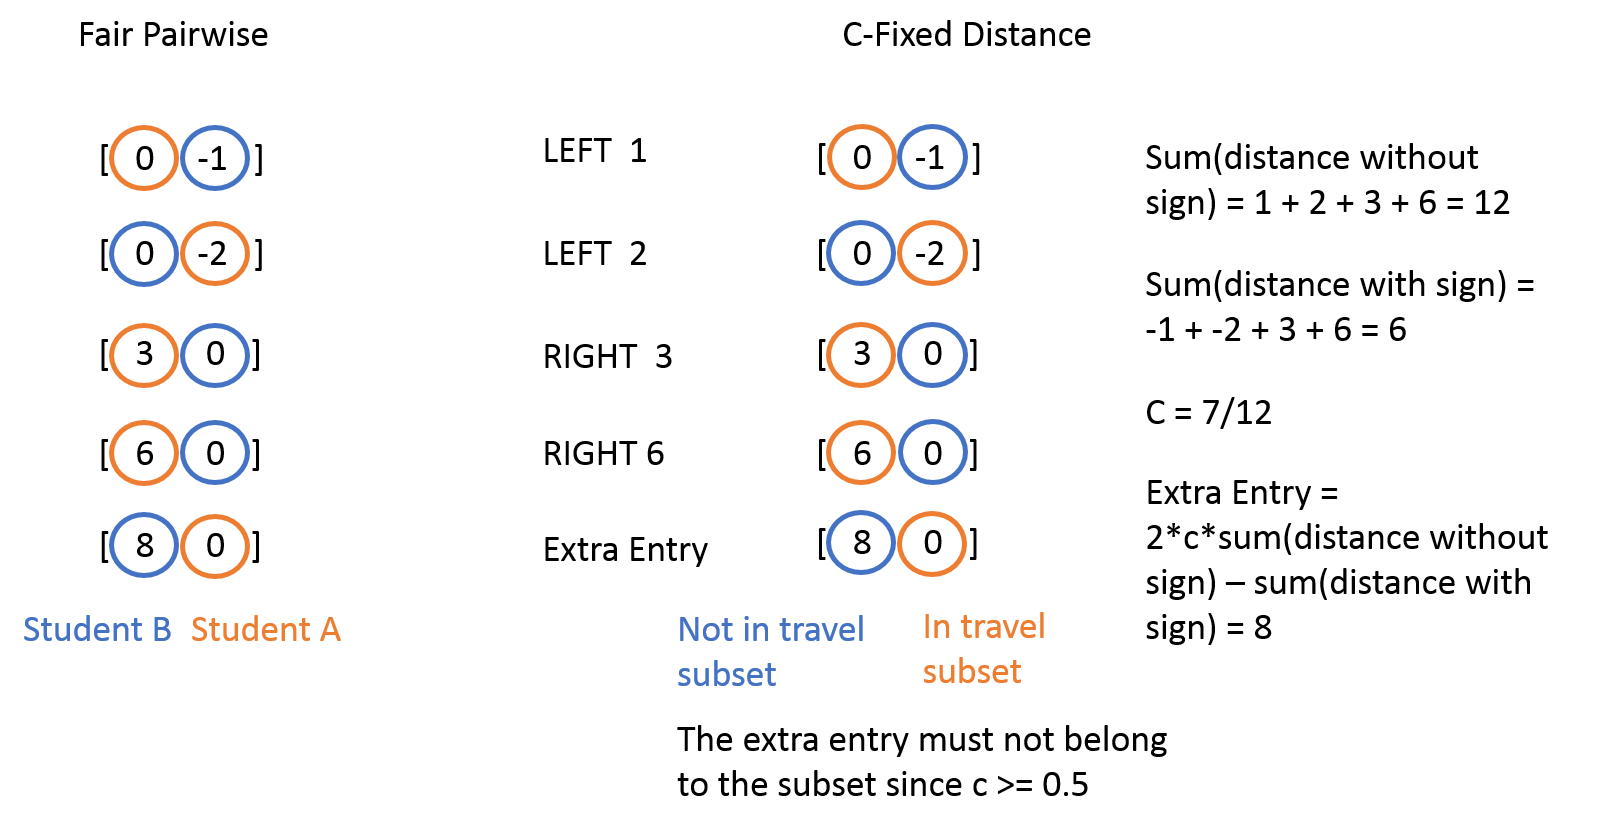 Fair Pairwise
C-Fixed Distance
[ 0 -1 ]
LEFT 1
[ 0 -1 ]
Sum(distance without
sign) = 1 + 2 + 3 + 6 = 12
[ 0 -2 ]
LEFT 2
[ 0 -2 ]
Sum(distance with sign) =
-1 + -2 + 3 + 6 = 6
[ 3 0 ]
RIGHT 3
[ 3 0 ]
C = 7/12
[ 6 0 ]
RIGHT 6
[ 6 0 ]
Extra Entry =
2*c*sum(distance without
sign) – sum(distance with
sign) = 8
[ 8 0 ]
Extra Entry
[ 8 0 ]
Student B Student A
Not in travel
subset
In travel
subset
The extra entry must not belong
to the subset since c >= 0.5